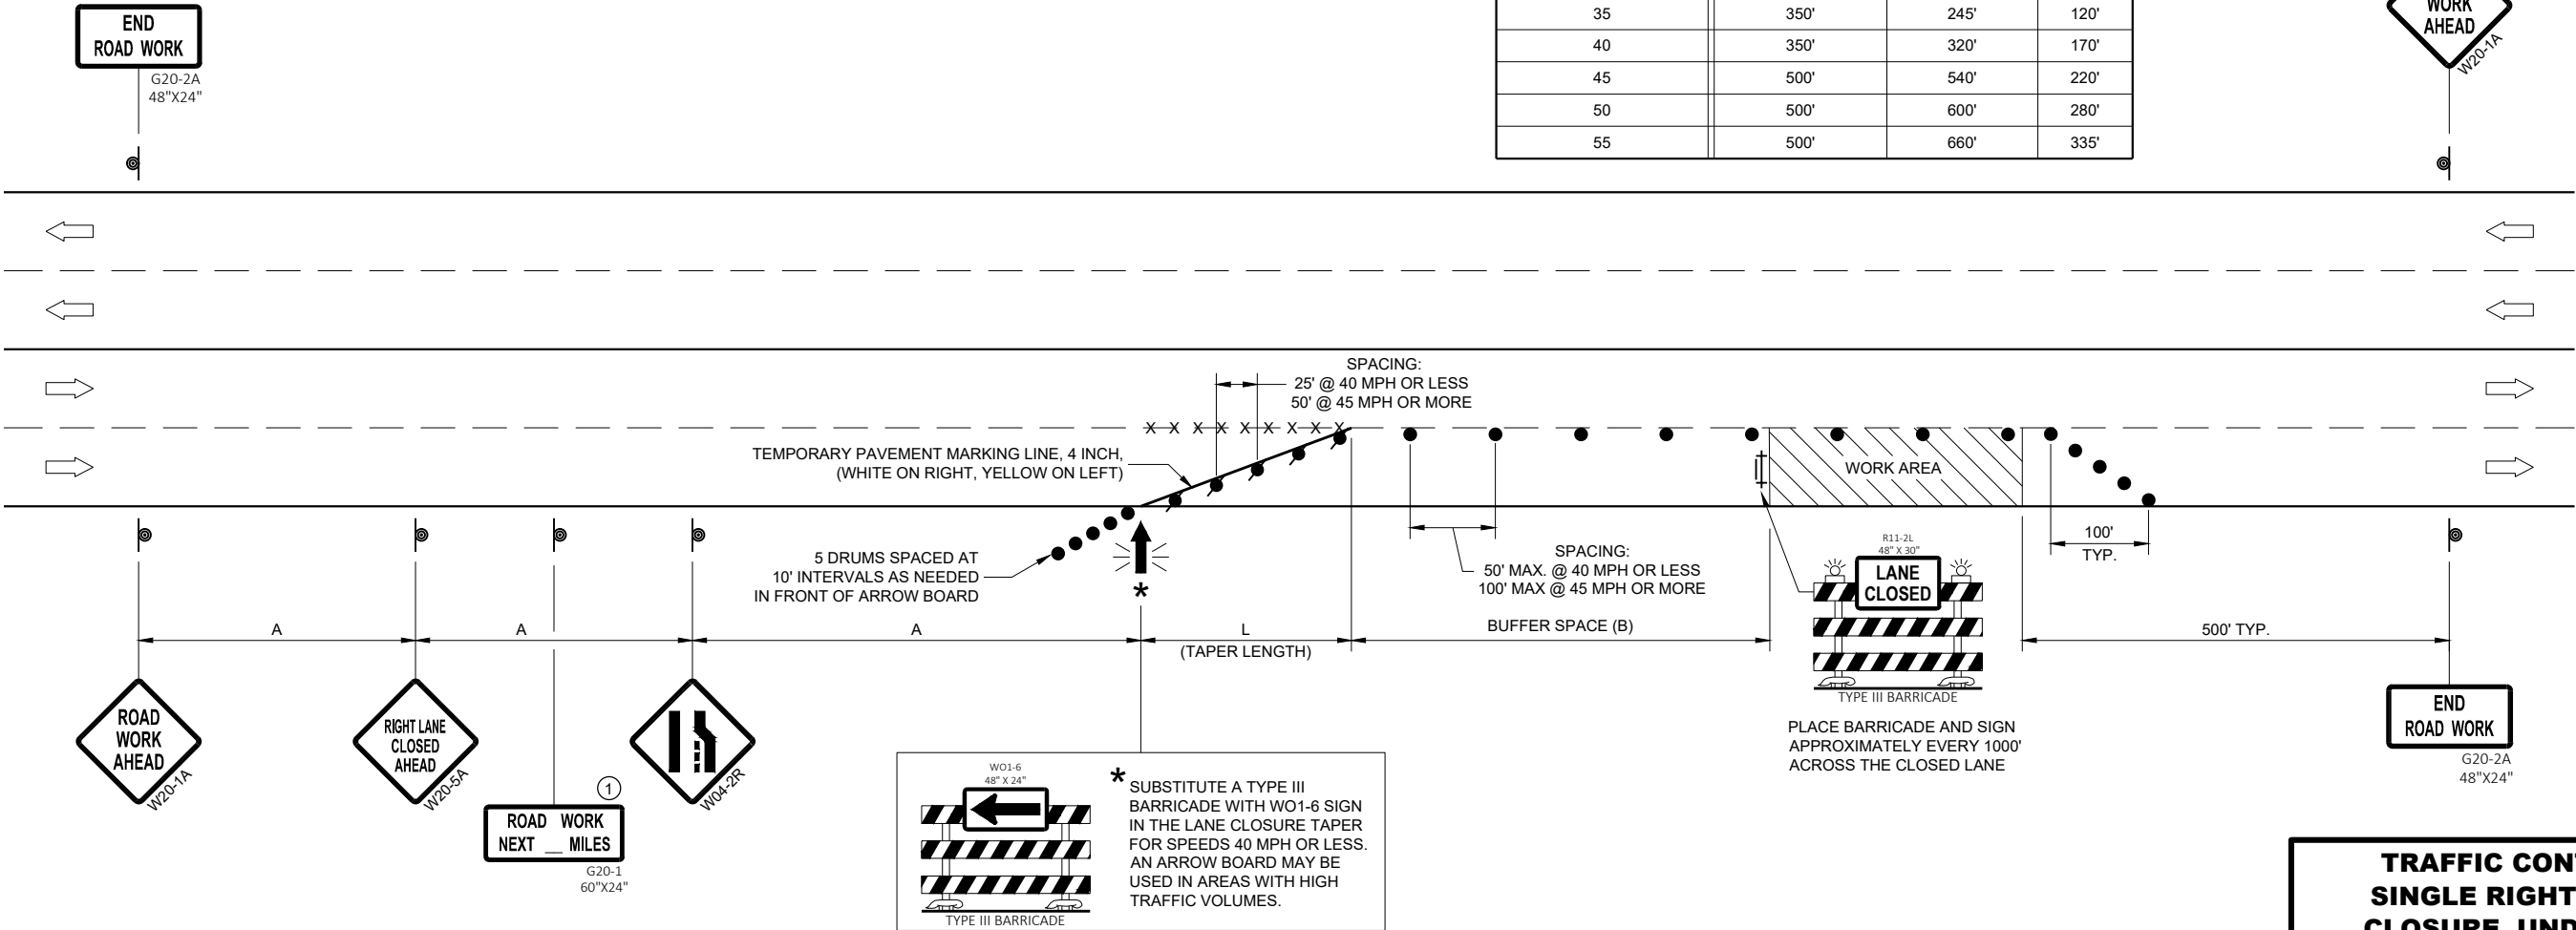 END
ROAD WORK
G20-2A
48"X24"
35 350' 245' 120'
40 350' 320' 170'
45 500' 540' 220'
50 500' 600' 280'
55 500' 660' 335'
WORK
AHEAD
W20-1A
SPACING:
25' @ 40 MPH OR LESS
50' @ 45 MPH OR MORE
X X X X X X X X X
TEMPORARY PAVEMENT MARKING LINE, 4 INCH,
(WHITE ON RIGHT, YELLOW ON LEFT)
WORK AREA
5 DRUMS SPACED AT
10' INTERVALS AS NEEDED
IN FRONT OF ARROW BOARD
*
SPACING:
50' MAX. @ 40 MPH OR LESS
100' MAX @ 45 MPH OR MORE
R11-2L
48" X 30"
LANE
CLOSED
TYPE III BARRICADE
100'
TYP.
A
A
A
L
(TAPER LENGTH)
BUFFER SPACE (B)
500' TYP.
ROAD
WORK
AHEAD
W20-1A
RIGHT LANE
CLOSED
AHEAD
W20-5A
1
ROAD WORK
NEXT __ MILES
G20-1
60"X24"
W04-2R
WO1-6
48" X 24"
TYPE III BARRICADE
* SUBSTITUTE A TYPE III
BARRICADE WITH WO1-6 SIGN
IN THE LANE CLOSURE TAPER
FOR SPEEDS 40 MPH OR LESS.
AN ARROW BOARD MAY BE
USED IN AREAS WITH HIGH
TRAFFIC VOLUMES.
PLACE BARRICADE AND SIGN
APPROXIMATELY EVERY 1000'
ACROSS THE CLOSED LANE
END
ROAD WORK
G20-2A
48"X24"
TRAFFIC CON
SINGLE RIGHT
CLOSURE, UND